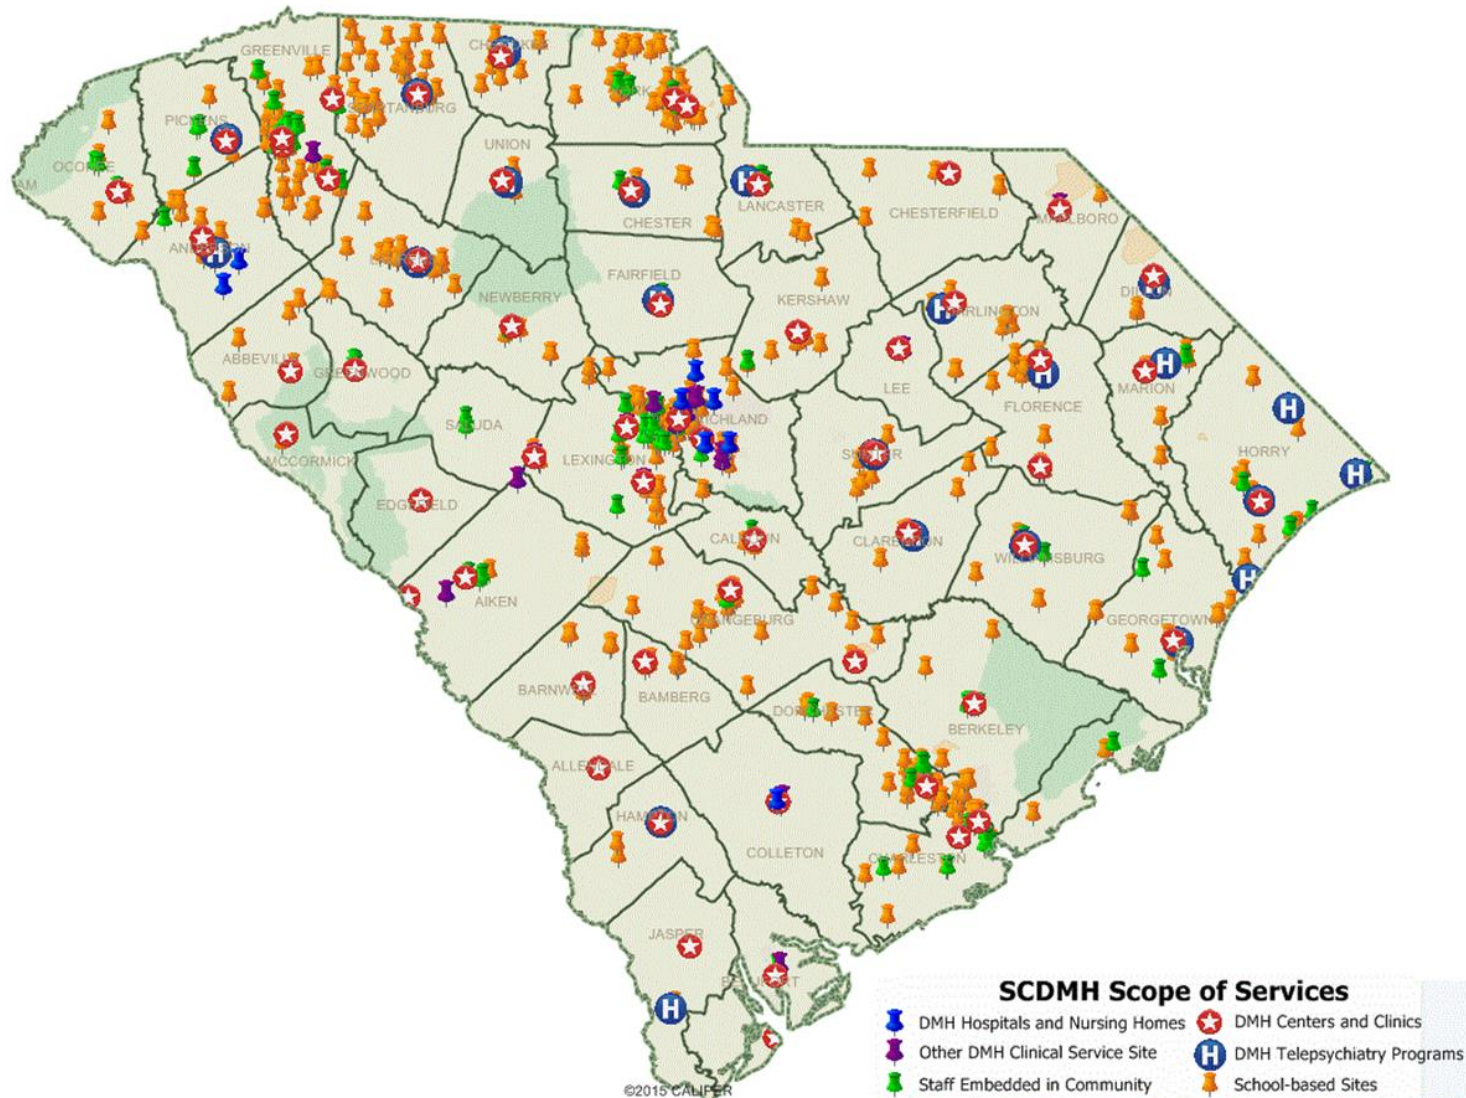 GREENVILLE
CHEROKEE
SPARTANBURG
YORK
PICKENS
UNION
OCONEE
AM
CHESTER
LANCASTER
CHESTERFIELD
MARLBORO
ANDERSON
LAURENS
FAIRFIELD
NEWBERRY
KERSHAW
DILLON
DARLINGTON
ABBEVILLE
GREENWOOD
LEE
MARION
FLORENCE
SALUDA
RICHLAND
LEXINGTON
SUMTER
HORRY
MCCORMICK
EDGEFIELD
CALHOUN
CLARENDON
WILLIAMSBURG
AIKEN
ORANGEBURG
GEORGETOWN
BARNWELL
BAMBERG
DORCHESTER
BERKELEY
ALLENDALE
HAMPTON
COLLETON
CHARLESTON
JASPER
BEAUFORT
©2015 CALIPER
SCDMH Scope of Services
DMH Hospitals and Nursing Homes
DMH Centers and Clinics
Other DMH Clinical Service Site
H DMH Telepsychiatry Programs
Staff Embedded in Community
School-based Sites